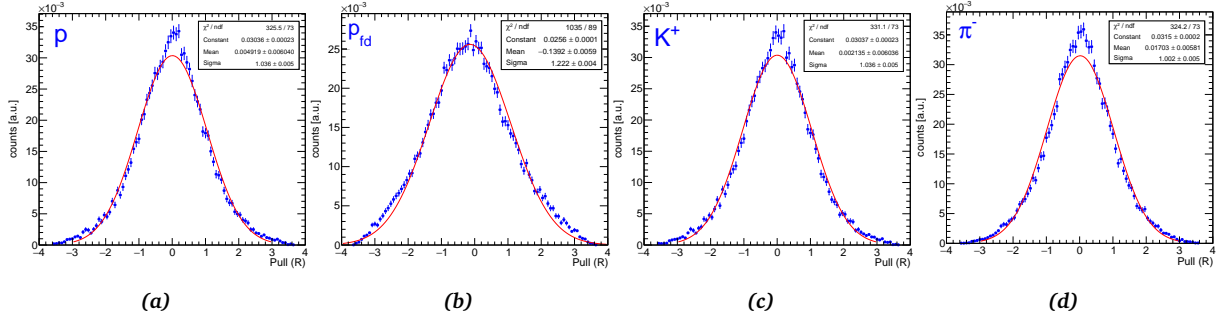 ×10⁻³
p
χ² / ndf 325.5 / 73
Constant 0.03036 ± 0.00023
Mean 0.004919 ± 0.006040
Sigma 1.036 ± 0.005
counts [a.u.]
35
30
25
20
15
10
5
0
−4 −3 −2 −1 0 1 2 3 4
Pull (R)
(a)
×10⁻³
p_fd
χ² / ndf 1035 / 89
Constant 0.0256 ± 0.0001
Mean −0.1392 ± 0.0059
Sigma 1.222 ± 0.004
counts [a.u.]
25
20
15
10
5
0
−4 −3 −2 −1 0 1 2 3 4
Pull (R)
(b)
×10⁻³
K⁺
χ² / ndf 331.1 / 73
Constant 0.03037 ± 0.00023
Mean 0.002135 ± 0.006036
Sigma 1.036 ± 0.005
counts [a.u.]
35
30
25
20
15
10
5
0
−4 −3 −2 −1 0 1 2 3 4
Pull (R)
(c)
×10⁻³
π⁻
χ² / ndf 324.2 / 73
Constant 0.0315 ± 0.0002
Mean 0.01703 ± 0.00581
Sigma 1.002 ± 0.005
counts [a.u.]
35
30
25
20
15
10
5
0
−4 −3 −2 −1 0 1 2 3 4
Pull (R)
(d)